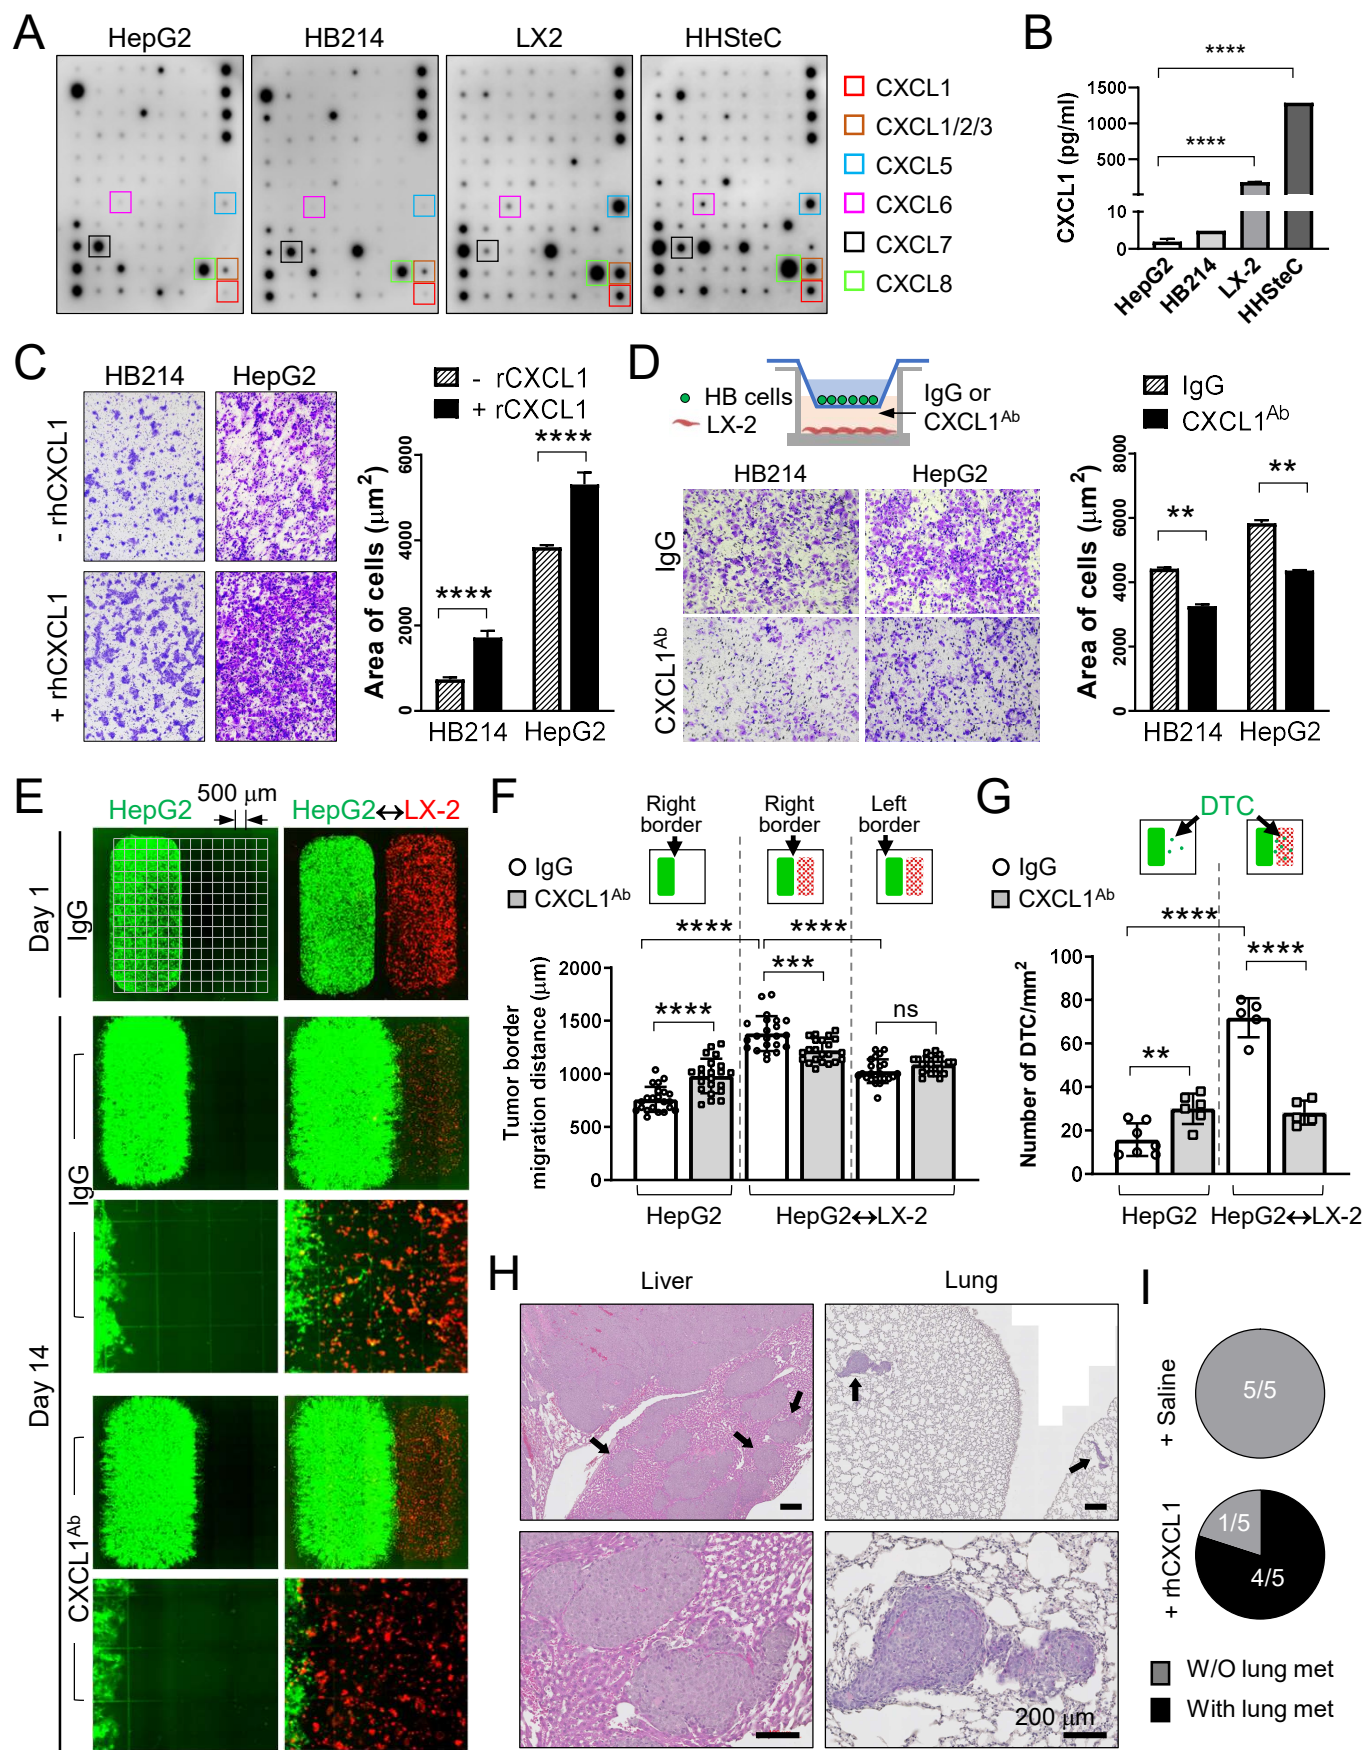 A
HepG2
HB214
LX2
HHSteC
CXCL1
CXCL1/2/3
CXCL5
CXCL6
CXCL7
CXCL8
B
****
****
CXCL1 (pg/ml)
1500
1000
500
10
0
HepG2
HB214
LX-2
HHSteC
C
HB214
HepG2
- rhCXCL1
+ rhCXCL1
- rCXCL1
+ rCXCL1
****
****
Area of cells (μm²)
6000
4000
2000
0
HB214
HepG2
D
HB cells
LX-2
IgG or
CXCL1ᴬᵇ
HB214
HepG2
IgG
CXCL1ᴬᵇ
IgG
CXCL1ᴬᵇ
**
**
Area of cells (μm²)
8000
6000
4000
2000
0
HB214
HepG2
E
HepG2
500 μm
HepG2↔LX-2
Day 1
IgG
Day 14
IgG
CXCL1ᴬᵇ
F
Right
border
Right
border
Left
border
IgG
CXCL1ᴬᵇ
****
****
****
***
ns
Tumor border
migration distance (μm)
2000
1500
1000
500
0
HepG2
HepG2↔LX-2
G
DTC
IgG
CXCL1ᴬᵇ
****
****
**
Number of DTC/mm²
100
80
60
40
20
0
HepG2
HepG2↔LX-2
H
Liver
Lung
200 μm
I
+ Saline
5/5
+ rhCXCL1
1/5
4/5
W/O lung met
With lung met